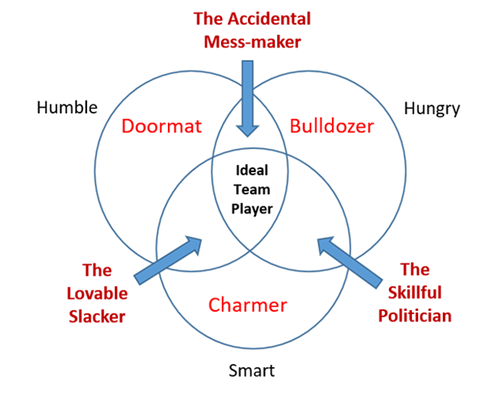 The Accidental
Mess-maker
Humble
Hungry
Doormat
Bulldozer
Ideal
Team
Player
The
Lovable
Slacker
The
Skillful
Politician
Charmer
Smart